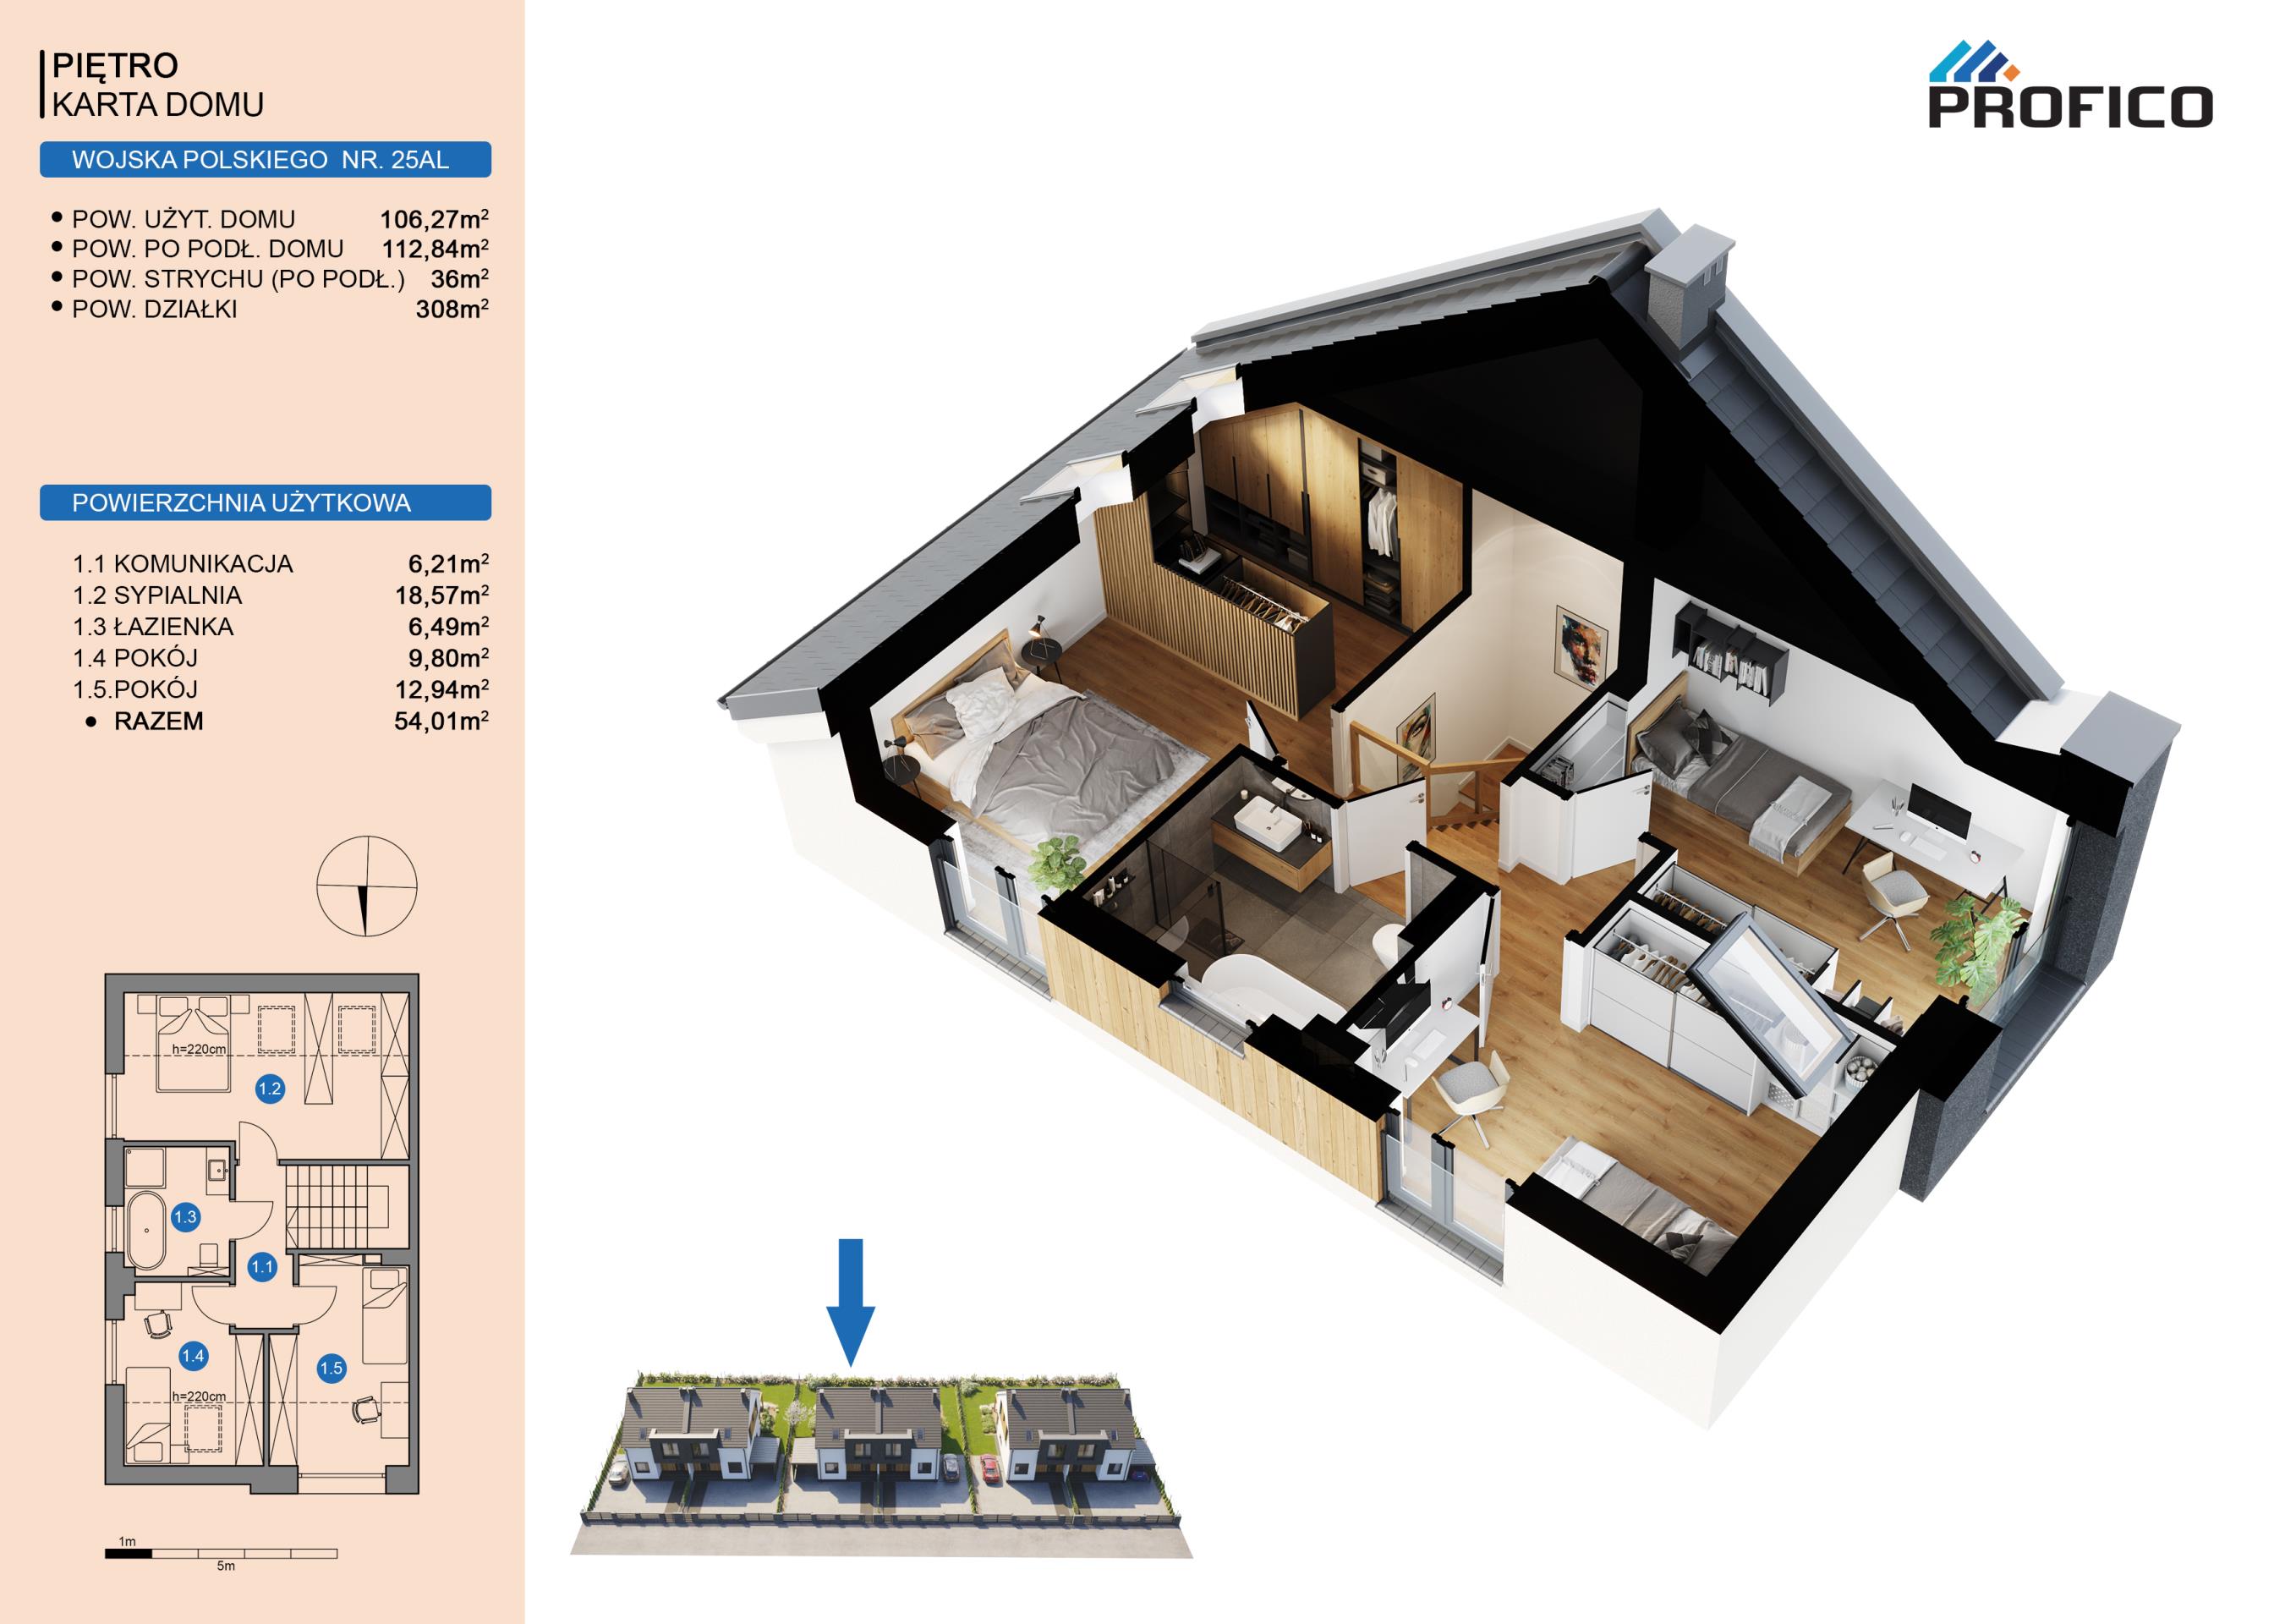 PIĘTRO
KARTA DOMU
WOJSKA POLSKIEGO NR. 25AL
• POW. UŻYT. DOMU 106,27m²
• POW. PO PODŁ. DOMU 112,84m²
• POW. STRYCHU (PO PODŁ.) 36m²
• POW. DZIAŁKI 308m²
POWIERZCHNIA UŻYTKOWA
1.1 KOMUNIKACJA 6,21m²
1.2 SYPIALNIA 18,57m²
1.3 ŁAZIENKA 6,49m²
1.4 POKÓJ 9,80m²
1.5.POKÓJ 12,94m²
• RAZEM 54,01m²
h=220cm
1.2
1.3
1.1
1.4
1.5
h=220cm
1m
5m
PROFICO